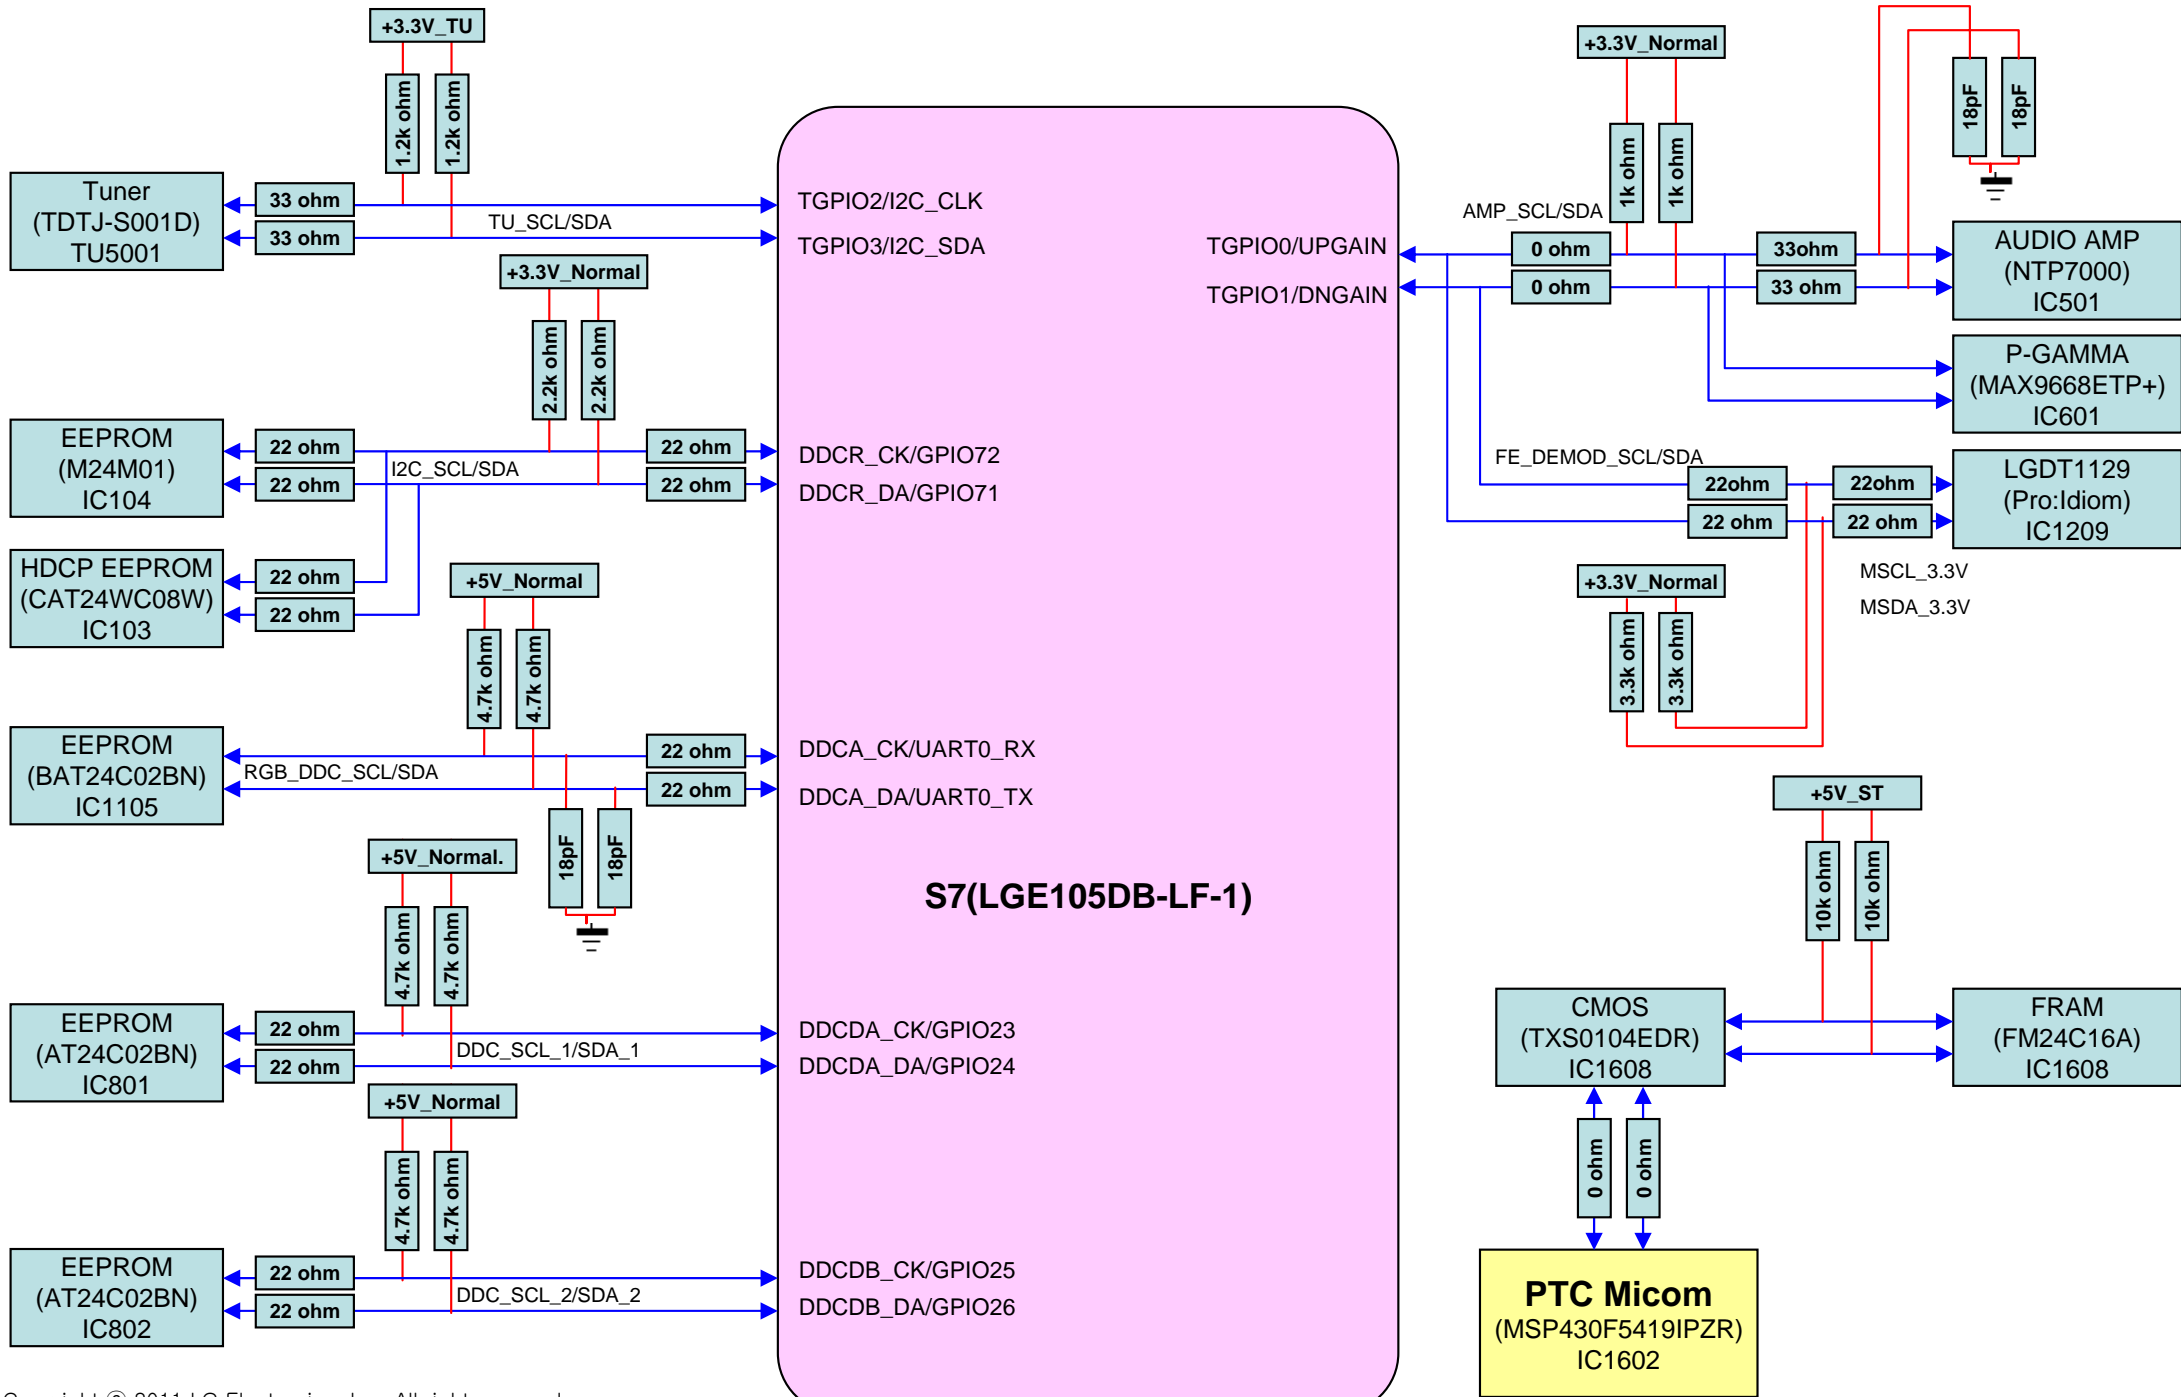 +3.3V_TU
1.2k ohm
1.2k ohm
Tuner
(TDTJ-S001D)
TU5001
33 ohm
33 ohm
TU_SCL/SDA
+3.3V_Normal
2.2k ohm
2.2k ohm
EEPROM
(M24M01)
IC104
22 ohm
22 ohm
I2C_SCL/SDA
22 ohm
22 ohm
HDCP EEPROM
(CAT24WC08W)
IC103
22 ohm
22 ohm
+5V_Normal
4.7k ohm
4.7k ohm
EEPROM
(BAT24C02BN)
IC1105
RGB_DDC_SCL/SDA
22 ohm
22 ohm
18pF
18pF
+5V_Normal.
4.7k ohm
4.7k ohm
EEPROM
(AT24C02BN)
IC801
22 ohm
22 ohm
DDC_SCL_1/SDA_1
+5V_Normal
4.7k ohm
4.7k ohm
EEPROM
(AT24C02BN)
IC802
22 ohm
22 ohm
DDC_SCL_2/SDA_2
TGPIO2/I2C_CLK
TGPIO3/I2C_SDA
TGPIO0/UPGAIN
TGPIO1/DNGAIN
DDCR_CK/GPIO72
DDCR_DA/GPIO71
DDCA_CK/UART0_RX
DDCA_DA/UART0_TX
S7(LGE105DB-LF-1)
DDCDA_CK/GPIO23
DDCDA_DA/GPIO24
DDCDB_CK/GPIO25
DDCDB_DA/GPIO26
+3.3V_Normal
1k ohm
1k ohm
18pF
18pF
AMP_SCL/SDA
0 ohm
0 ohm
33ohm
33 ohm
AUDIO AMP
(NTP7000)
IC501
P-GAMMA
(MAX9668ETP+)
IC601
FE_DEMOD_SCL/SDA
22ohm
22ohm
22 ohm
22 ohm
LGDT1129
(Pro:Idiom)
IC1209
MSCL_3.3V
MSDA_3.3V
+3.3V_Normal
3.3k ohm
3.3k ohm
+5V_ST
10k ohm
10k ohm
CMOS
(TXS0104EDR)
IC1608
FRAM
(FM24C16A)
IC1608
0 ohm
0 ohm
PTC Micom
(MSP430F5419IPZR)
IC1602